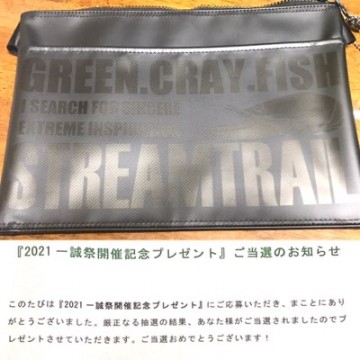 GREEN.CRAY.FISH
I SEARCH FOR SINCERE
EXTREME INSPIDENCE
STREAMTRAIL
『2021 一誠祭開催記念プレゼント』ご当選のお知らせ
このたびは『2021 一誠祭開催記念プレゼント』にご応募いただき、まことにあり
がとうございました。厳正なる抽選の結果、あなた様がご当選されましたのでプ
レゼントさせていただきます。ご当選おめでとうございます!